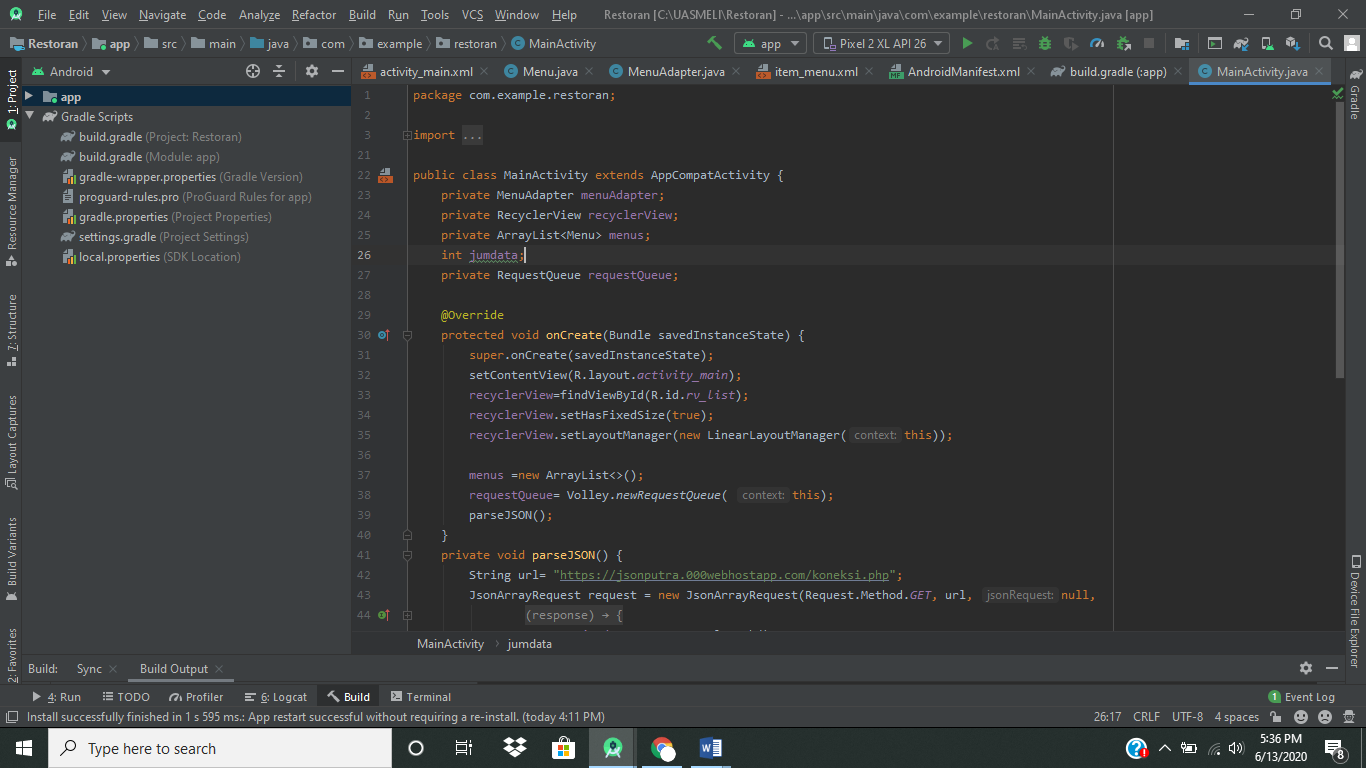 File Edit View Navigate Code Analyze Refactor Build Run Tools VCS Window Help Restoran [C:\UASMELI\Restoran] - ...\app\src\main\java\com\example\restoran\MainActivity.java [app]
Restoran app src main java com example restoran MainActivity app Pixel 2 XL API 26
Android activity_main.xml Menu.java MenuAdapter.java item_menu.xml AndroidManifest.xml build.gradle (:app) MainActivity.java
app
Gradle Scripts
build.gradle (Project: Restoran)
build.gradle (Module: app)
gradle-wrapper.properties (Gradle Version)
proguard-rules.pro (ProGuard Rules for app)
gradle.properties (Project Properties)
settings.gradle (Project Settings)
local.properties (SDK Location)
1: Project
Resource Manager
7: Structure
Layout Captures
Build Variants
2: Favorites
1 package com.example.restoran;
2
3 import ...
21
22 public class MainActivity extends AppCompatActivity {
23 private MenuAdapter menuAdapter;
24 private RecyclerView recyclerView;
25 private ArrayList<Menu> menus;
26 int jumdata;
27 private RequestQueue requestQueue;
28
29 @Override
30 protected void onCreate(Bundle savedInstanceState) {
31 super.onCreate(savedInstanceState);
32 setContentView(R.layout.activity_main);
33 recyclerView=findViewById(R.id.rv_list);
34 recyclerView.setHasFixedSize(true);
35 recyclerView.setLayoutManager(new LinearLayoutManager( context: this));
36
37 menus =new ArrayList<>();
38 requestQueue= Volley.newRequestQueue( context: this);
39 parseJSON();
40 }
41 private void parseJSON() {
42 String url= "https://jsonputra.000webhostapp.com/koneksi.php";
43 JsonArrayRequest request = new JsonArrayRequest(Request.Method.GET, url, jsonRequest: null,
44 (response) → {
Gradle
Device File Explorer
MainActivity › jumdata
Build: Sync Build Output
4: Run TODO Profiler 6: Logcat Build Terminal 1 Event Log
Install successfully finished in 1 s 595 ms.: App restart successful without requiring a re-install. (today 4:11 PM) 26:17 CRLF UTF-8 4 spaces
Type here to search
5:36 PM
6/13/2020
8